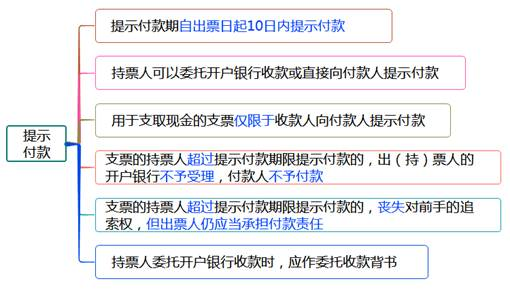 提示
付款
提示付款期自出票日起10日内提示付款
持票人可以委托开户银行收款或直接向付款人提示付款
用于支取现金的支票仅限于收款人向付款人提示付款
支票的持票人超过提示付款期限提示付款的，出（持）票人的
开户银行不予受理，付款人不予付款
支票的持票人超过提示付款期限提示付款的，丧失对前手的追
索权，但出票人仍应当承担付款责任
持票人委托开户银行收款时，应作委托收款背书